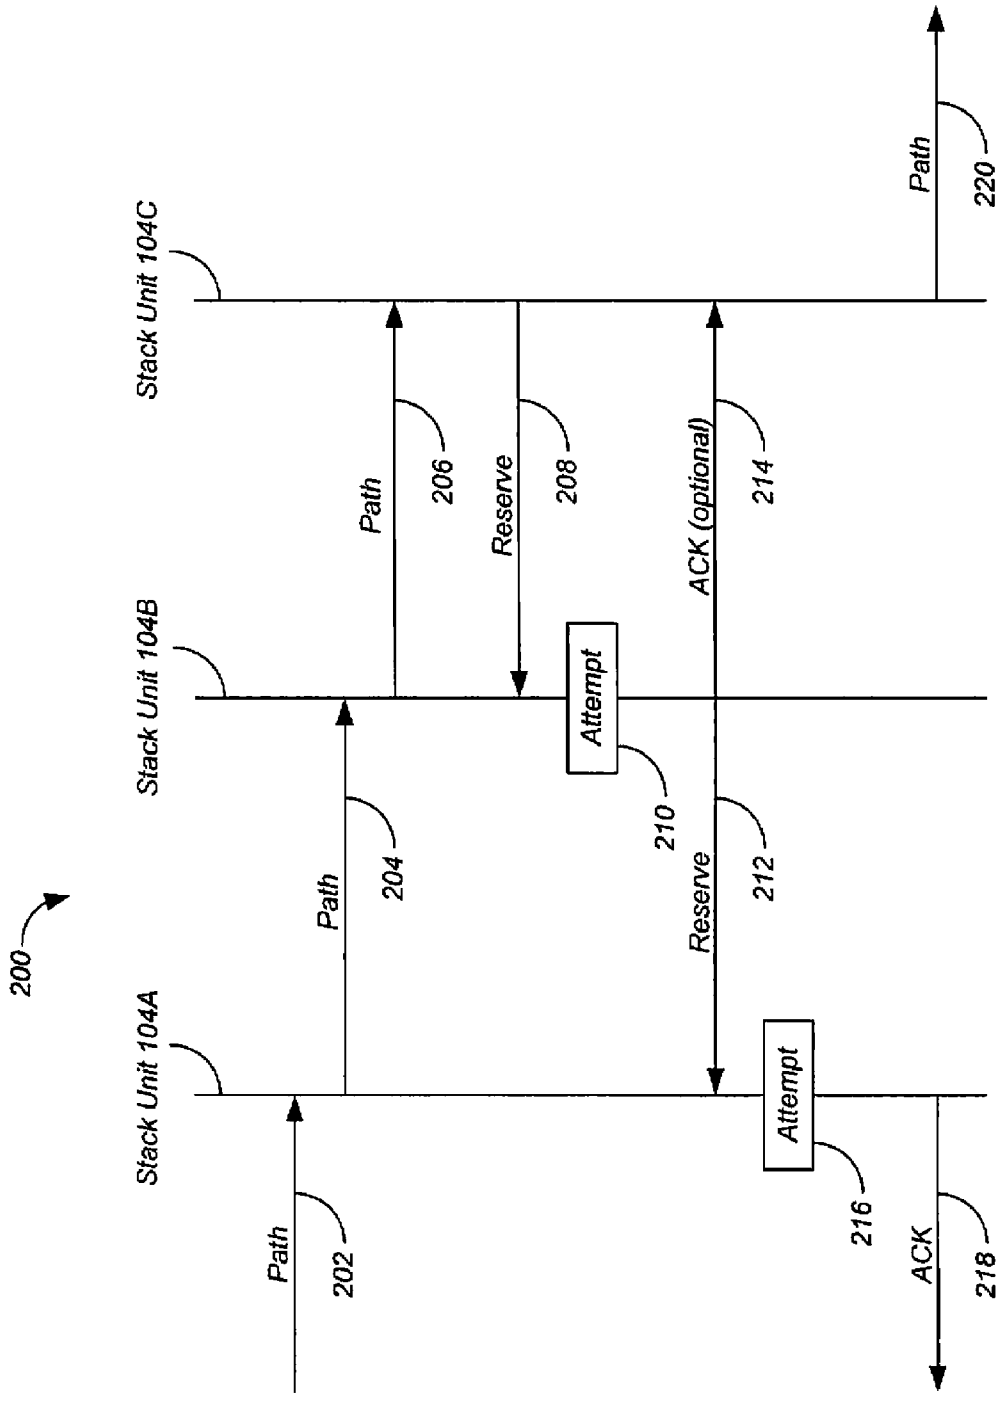 200
Stack Unit 104A
Stack Unit 104B
Stack Unit 104C
Path
202
Path
204
Path
206
Reserve
208
Attempt
210
Reserve
212
ACK (optional)
214
Attempt
216
ACK
218
Path
220